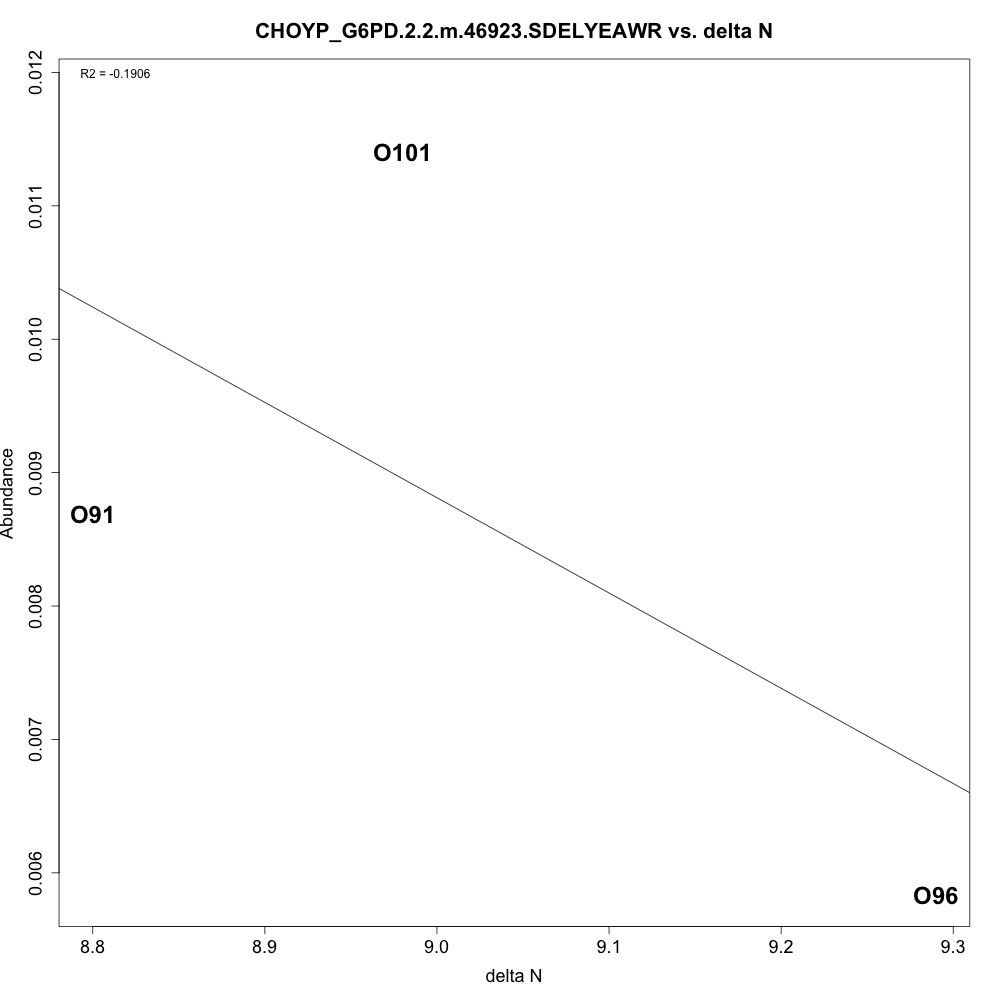 CHOYP_G6PD.2.2.m.46923.SDELYEAWR vs. delta N
R2 = -0.1906
0.012
O101
0.011
0.010
0.009
Abundance
O91
0.008
0.007
0.006
O96
8.8 8.9 9.0 9.1 9.2 9.3
delta N